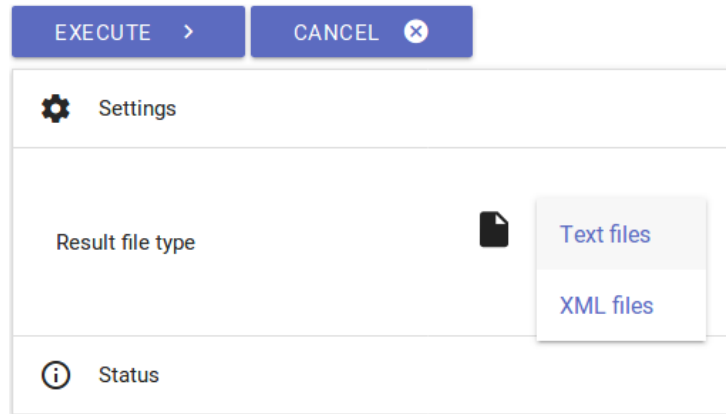 EXECUTE CANCEL
Settings
Result file type
Text files
XML files
Status